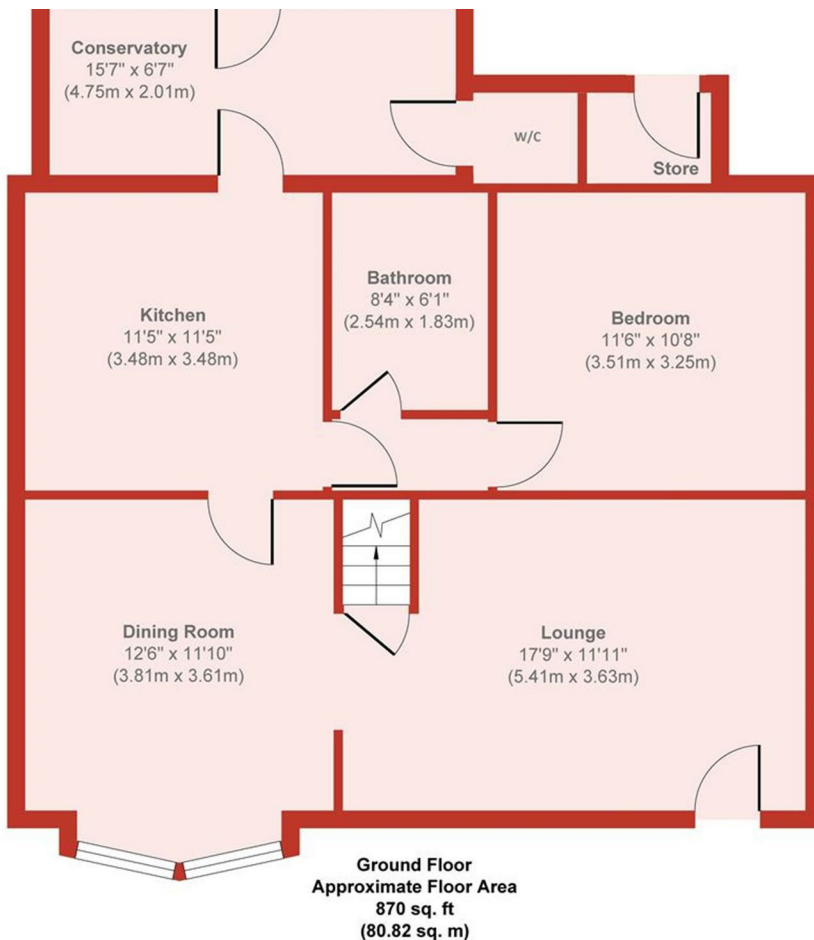 Conservatory
15'7" x 6'7"
(4.75m x 2.01m)
w/c
Store
Kitchen
11'5" x 11'5"
(3.48m x 3.48m)
Bathroom
8'4" x 6'1"
(2.54m x 1.83m)
Bedroom
11'6" x 10'8"
(3.51m x 3.25m)
Dining Room
12'6" x 11'10"
(3.81m x 3.61m)
Lounge
17'9" x 11'11"
(5.41m x 3.63m)
Ground Floor
Approximate Floor Area
870 sq. ft
(80.82 sq. m)